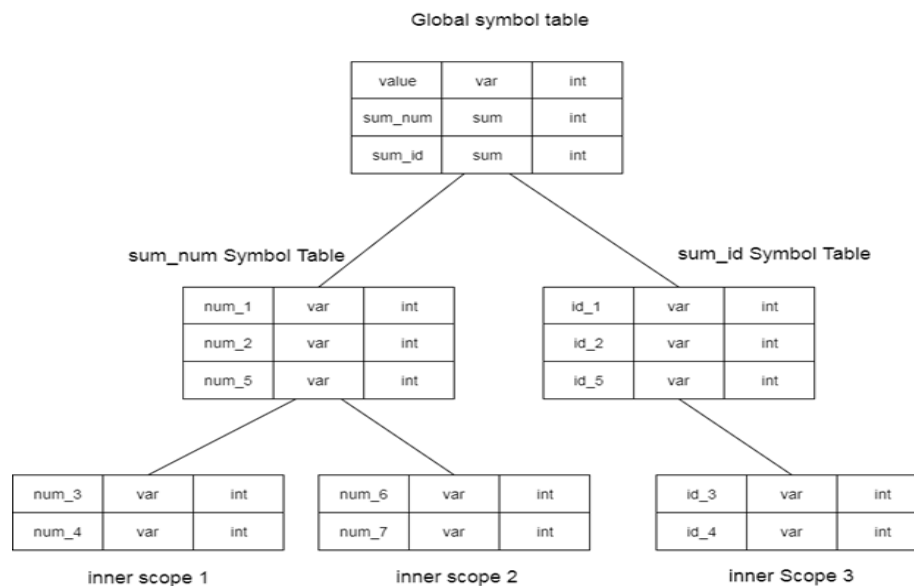 Global symbol table
value var int
sum_num sum int
sum_id sum int
sum_num Symbol Table
num_1 var int
num_2 var int
num_5 var int
sum_id Symbol Table
id_1 var int
id_2 var int
id_5 var int
num_3 var int
num_4 var int
inner scope 1
num_6 var int
num_7 var int
inner scope 2
id_3 var int
id_4 var int
inner Scope 3